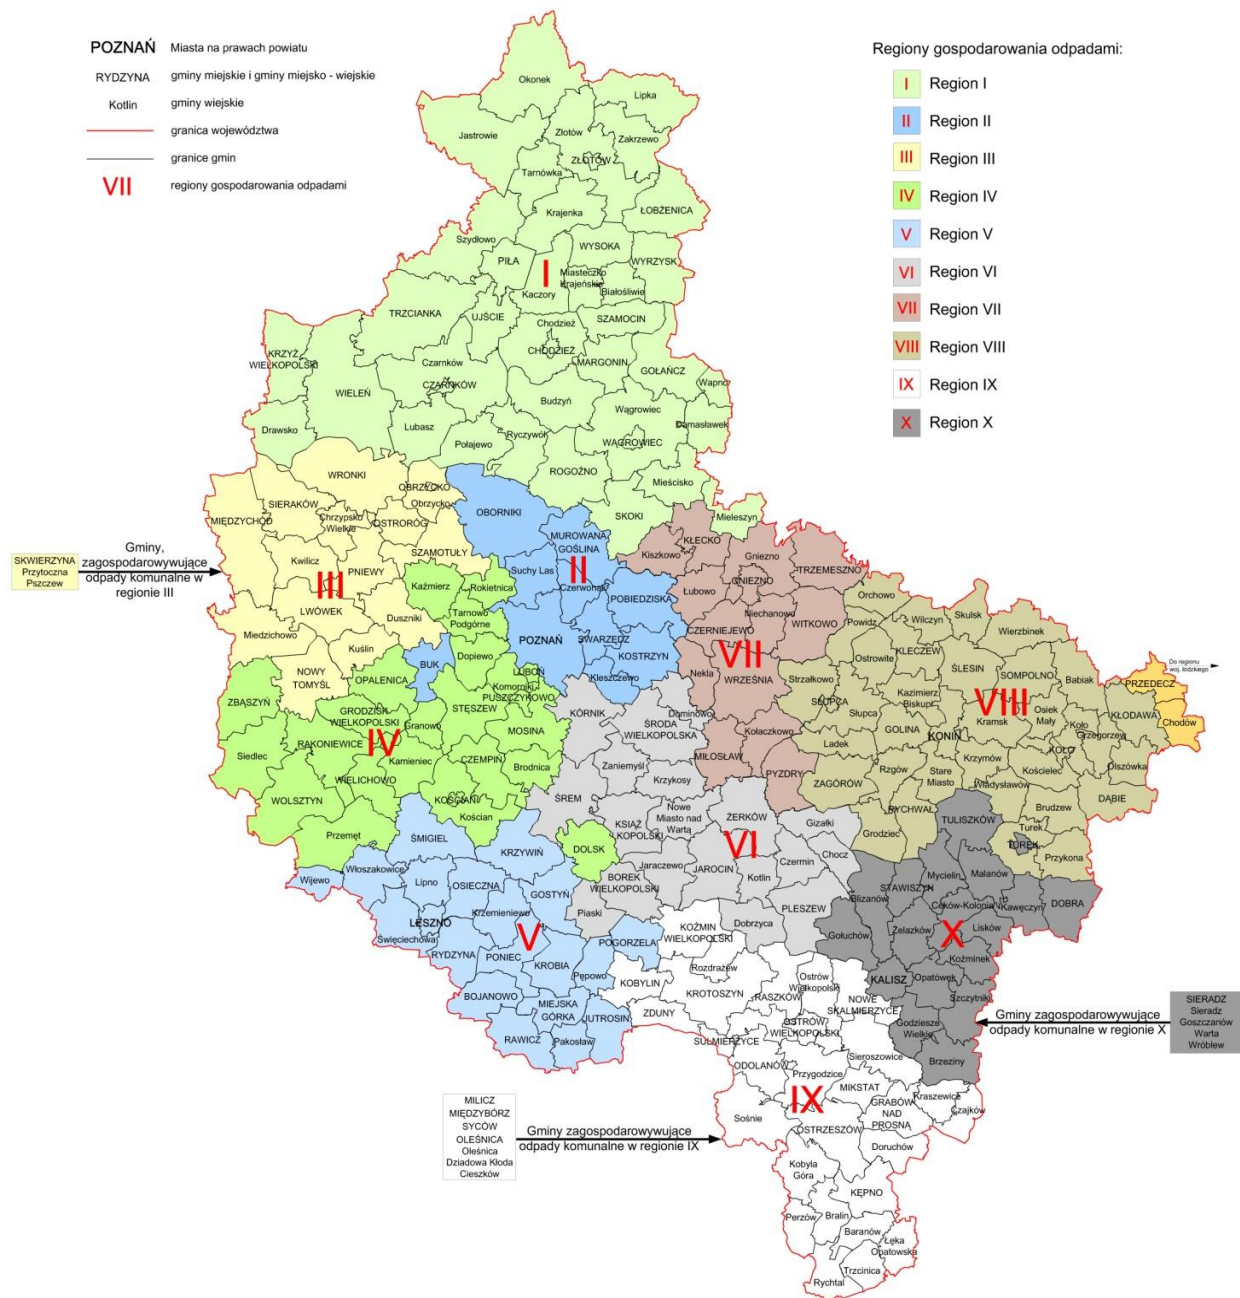 POZNAŃ Miasta na prawach powiatu
RYDZYNA gminy miejskie i gminy miejsko - wiejskie
Kotlin gminy wiejskie
granica województwa
granice gmin
VII regiony gospodarowania odpadami
Regiony gospodarowania odpadami:
I Region I
II Region II
III Region III
IV Region IV
V Region V
VI Region VI
VII Region VII
VIII Region VIII
IX Region IX
X Region X
Okonek
Lipka
Jastrowie
Złotów
Zakrzewo
ZŁOTÓW
Tarnówka
Krajenka
ŁOBŻENICA
Szydłowo
WYSOKA
PIŁA
WYRZYSK
I
Miasteczko
Krajeńskie
Kaczory
Białośliwie
TRZCIANKA
UJŚCIE
SZAMOCIN
Chodzież
CHODZIEŻ
KRZYŻ
WIELKOPOLSKI
Czarnków
MARGONIN
GOŁAŃCZ
CZARNKÓW
Wapno
WIELEŃ
Budzyń
Wągrowiec
Drawsko
Lubasz
Damasławek
Połajewo
Ryczywół
WĄGROWIEC
ROGOŹNO
Mieścisko
WRONKI
OBRZYCKO
Obrzycko
SIERAKÓW
MIĘDZYCHÓD
Chrzypsko
Wielkie
OSTRORÓG
OBORNIKI
SKOKI
Mieleszyn
MUROWANA
GOŚLINA
KŁECKO
Kiszkowo
Gniezno
TRZEMESZNO
SZAMOTUŁY
Kwilicz
PNIEWY
Kaźmierz
Rokietnica
Suchy Las
II
Czerwonak
POBIEDZISKA
GNIEZNO
Łubowo
Niechanowo
III
LWÓWEK
Duszniki
Tarnowo
Podgórne
POZNAŃ
SWARZĘDZ
CZERNIEJEWO
WITKOWO
Miedzichowo
Kuślin
BUK
Dopiewo
KOSTRZYN
Kleszczewo
VII
Nekla
WRZEŚNIA
NOWY
TOMYŚL
OPALENICA
LUBOŃ
Komorniki
PUSZCZYKOWO
ZBĄSZYŃ
STĘSZEW
GRODZISK
WIELKOPOLSKI
Granowo
MOSINA
KÓRNIK
Dominowo
ŚRODA
WIELKOPOLSKA
Kołaczkowo
MIŁOSŁAW
PYZDRY
Siedlec
RAKONIEWICE
IV
Kamieniec
CZEMPIŃ
Brodnica
Zaniemyśl
Krzykosy
WIELICHOWO
WOLSZTYN
KOŚCIAN
Kościan
Przemęt
ŚREM
Nowe
Miasto nad
Wartą
KSIĄŻ
WIELKOPOLSKI
ŻERKÓW
Gizałki
VI
DOLSK
Jaraczewo
JAROCIN
Czermin
Chocz
Kotlin
BOREK
WIELKOPOLSKI
Piaski
PLESZEW
Dobrzyca
Orchowo
Skulsk
Powidz
Wilczyn
Wierzbinek
KLECZEW
Ostrowite
ŚLESIN
SOMPOLNO
Babiak
Strzałkowo
SŁUPCA
Słupca
Kazimierz
Biskupi
VIII
Kramsk
Osiek
Mały
GOLINA
KONIN
Koło
Grzegorzew
KŁODAWA
PRZEDECZ
Chodów
Do regionu
woj. łódzkiego
KOŁO
Olszówka
Lądek
Krzymów
Kościelec
ZAGÓRÓW
Rzgów
Stare
Miasto
Władysławów
DĄBIE
RYCHWAŁ
Grodziec
TULISZKÓW
Brudzew
Turek
TUREK
Przykona
Malanów
Mycielin
STAWISZYN
Blizanów
Ceków-Kolonia
Kawęczyn
DOBRA
Żelazków
Lisków
Gołuchów
X
Koźminek
KALISZ
Opatówek
Szczytniki
Godziesze
Wielkie
Brzeziny
ŚMIGIEL
KRZYWIŃ
Wijewo
Włoszakowice
Lipno
OSIECZNA
GOSTYŃ
LESZNO
Krzemieniewo
Święciechowa
V
RYDZYNA
PONIEC
KROBIA
Pępowo
POGORZELA
BOJANOWO
MIEJSKA
GÓRKA
JUTROSIN
RAWICZ
Pakosław
KOŹMIN
WIELKOPOLSKI
Rozdrażew
KOBYLIN
KROTOSZYN
ZDUNY
Ostrów
Wielkopolski
RASZKÓW
NOWE
SKALMIERZYCE
OSTRÓW
WIELKOPOLSKI
SULMIERZYCE
Sieroszowice
ODOLANÓW
Przygodzice
MIKSTAT
IX
Sośnie
GRABÓW
NAD
PROSNĄ
Kraszewice
Czajków
OSTRZESZÓW
Doruchów
Kobyla
Góra
KĘPNO
Perzów
Bralin
Baranów
Łęka
Opatowska
Trzcinica
Rychtal
SKWIERZYNA
Przytoczna
Pszczew
Gminy,
zagospodarowywujące
odpady komunalne w
regionie III
MILICZ
MIĘDZYBÓRZ
SYCÓW
OLEŚNICA
Oleśnica
Dziadowa Kłoda
Cieszków
Gminy zagospodarowywujące
odpady komunalne w regionie IX
SIERADZ
Sieradz
Goszczanów
Warta
Wróblew
Gminy zagospodarowywujące
odpady komunalne w regionie X